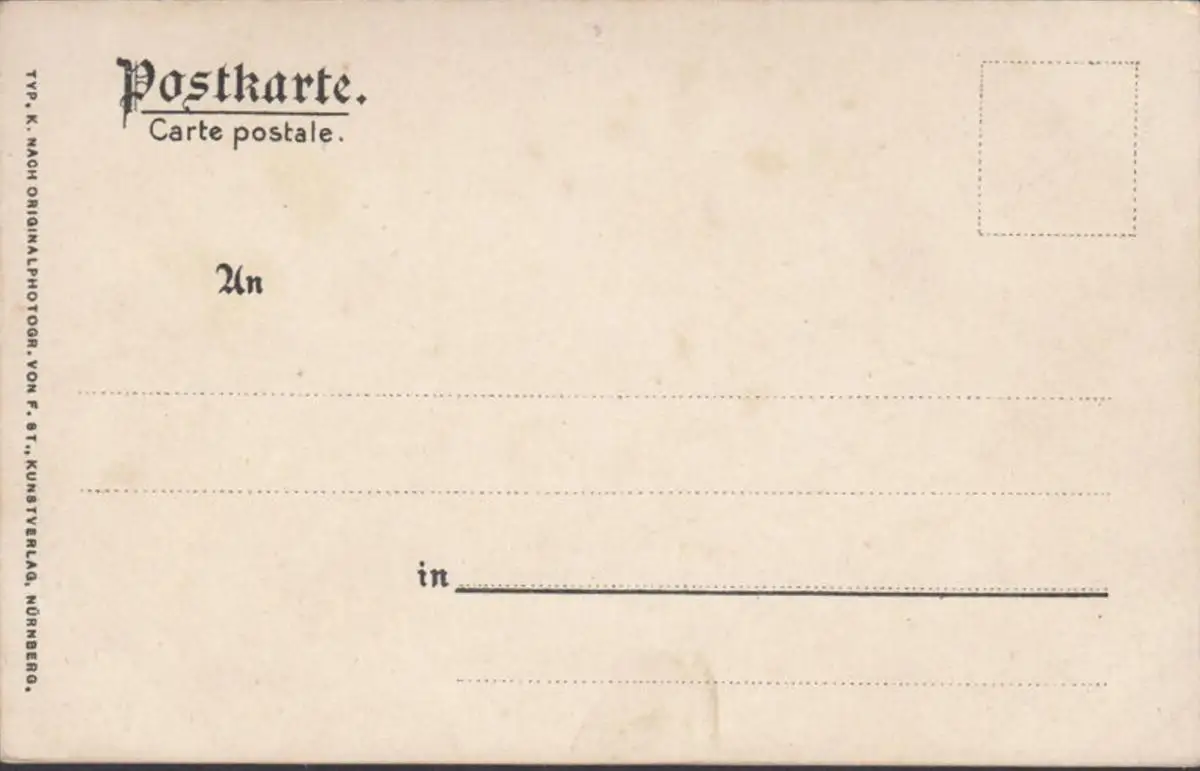 Postkarte.
Carte postale.
An
in
TYP. K. NACH ORIGINALPHOTOGR. VON F. ST., KUNSTVERLAG, NÜRNBERG.